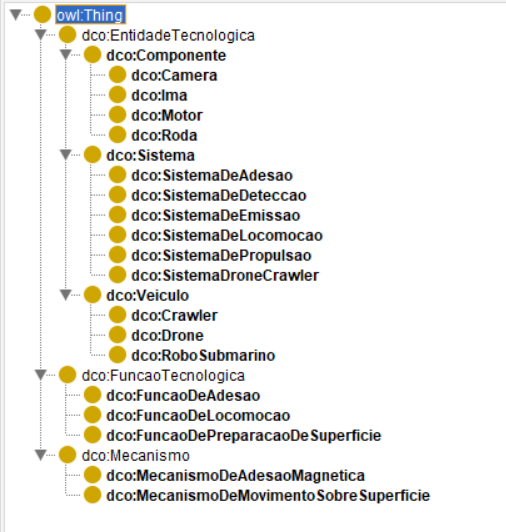 owl:Thing
dco:EntidadeTecnologica
dco:Componente
dco:Camera
dco:Ima
dco:Motor
dco:Roda
dco:Sistema
dco:SistemaDeAdesao
dco:SistemaDeDeteccao
dco:SistemaDeEmissao
dco:SistemaDeLocomocao
dco:SistemaDePropulsao
dco:SistemaDroneCrawler
dco:Veiculo
dco:Crawler
dco:Drone
dco:RoboSubmarino
dco:FuncaoTecnologica
dco:FuncaoDeAdesao
dco:FuncaoDeLocomocao
dco:FuncaoDePreparacaoDeSuperficie
dco:Mecanismo
dco:MecanismoDeAdesaoMagnetica
dco:MecanismoDeMovimentoSobreSuperficie